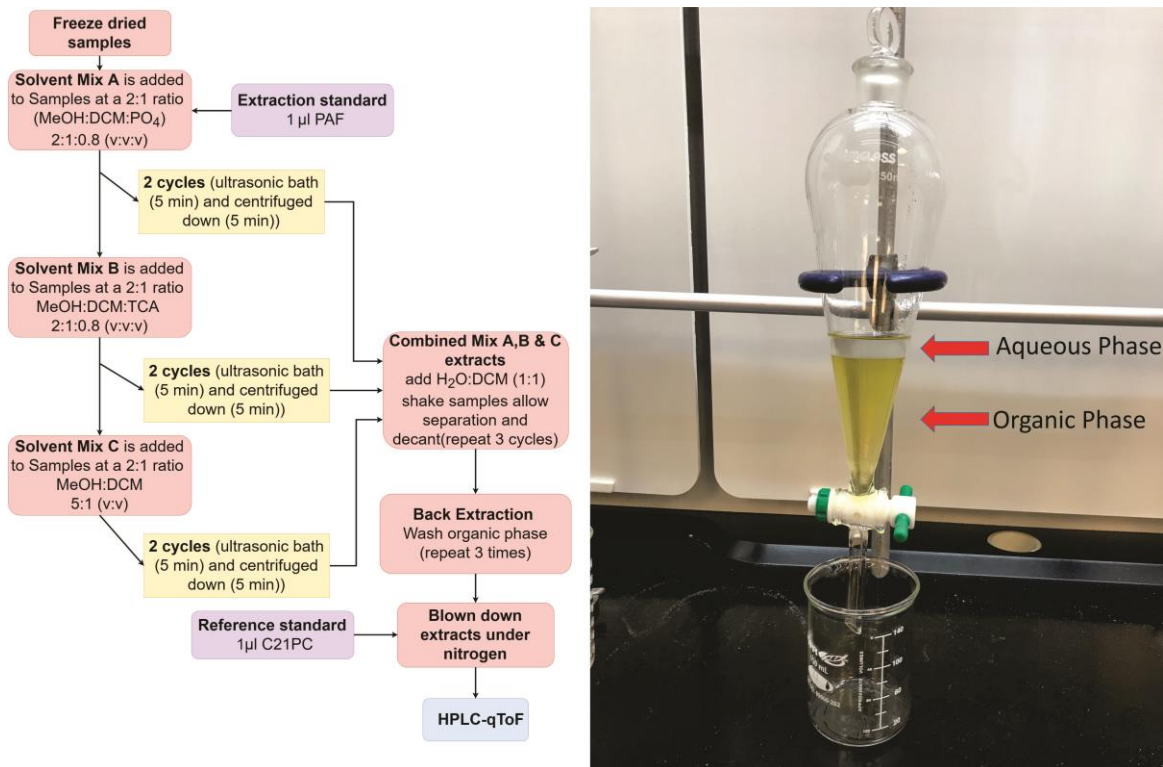 Freeze dried
samples
Solvent Mix A is added
to Samples at a 2:1 ratio
(MeOH:DCM:PO₄)
2:1:0.8 (v:v:v)
Extraction standard
1 µl PAF
2 cycles (ultrasonic bath
(5 min) and centrifuged
down (5 min))
Solvent Mix B is added
to Samples at a 2:1 ratio
MeOH:DCM:TCA
2:1:0.8 (v:v:v)
2 cycles (ultrasonic bath
(5 min) and centrifuged
down (5 min))
Solvent Mix C is added
to Samples at a 2:1 ratio
MeOH:DCM
5:1 (v:v)
2 cycles (ultrasonic bath
(5 min) and centrifuged
down (5 min))
Combined Mix A,B & C
extracts
add H₂O:DCM (1:1)
shake samples allow
separation and
decant(repeat 3 cycles)
Back Extraction
Wash organic phase
(repeat 3 times)
Reference standard
1µl C21PC
Blown down
extracts under
nitrogen
HPLC-qToF
Aqueous Phase
Organic Phase